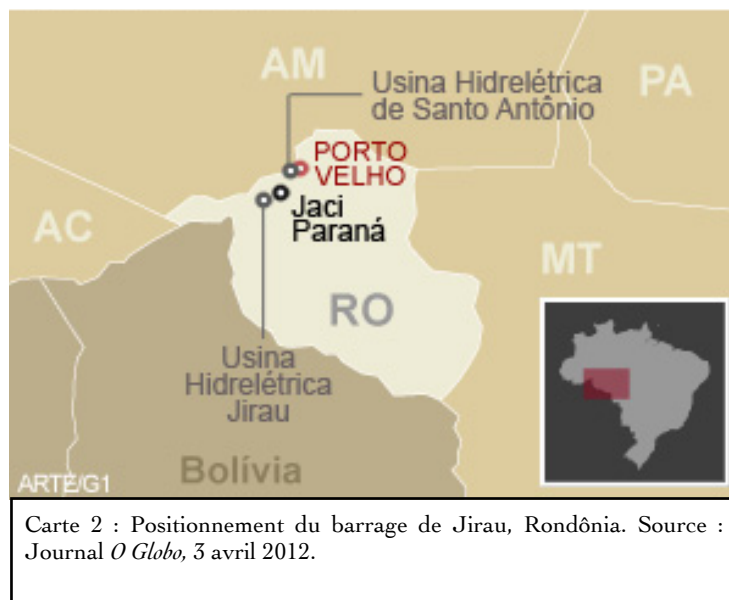 AM
PA
Usina Hidrelétrica
de Santo Antônio
PORTO
VELHO
Jaci
Paraná
AC
MT
RO
Usina
Hidrelétrica
Jirau
Bolívia
ARTE/G1
Carte 2 : Positionnement du barrage de Jirau, Rondônia. Source :
Journal O Globo, 3 avril 2012.